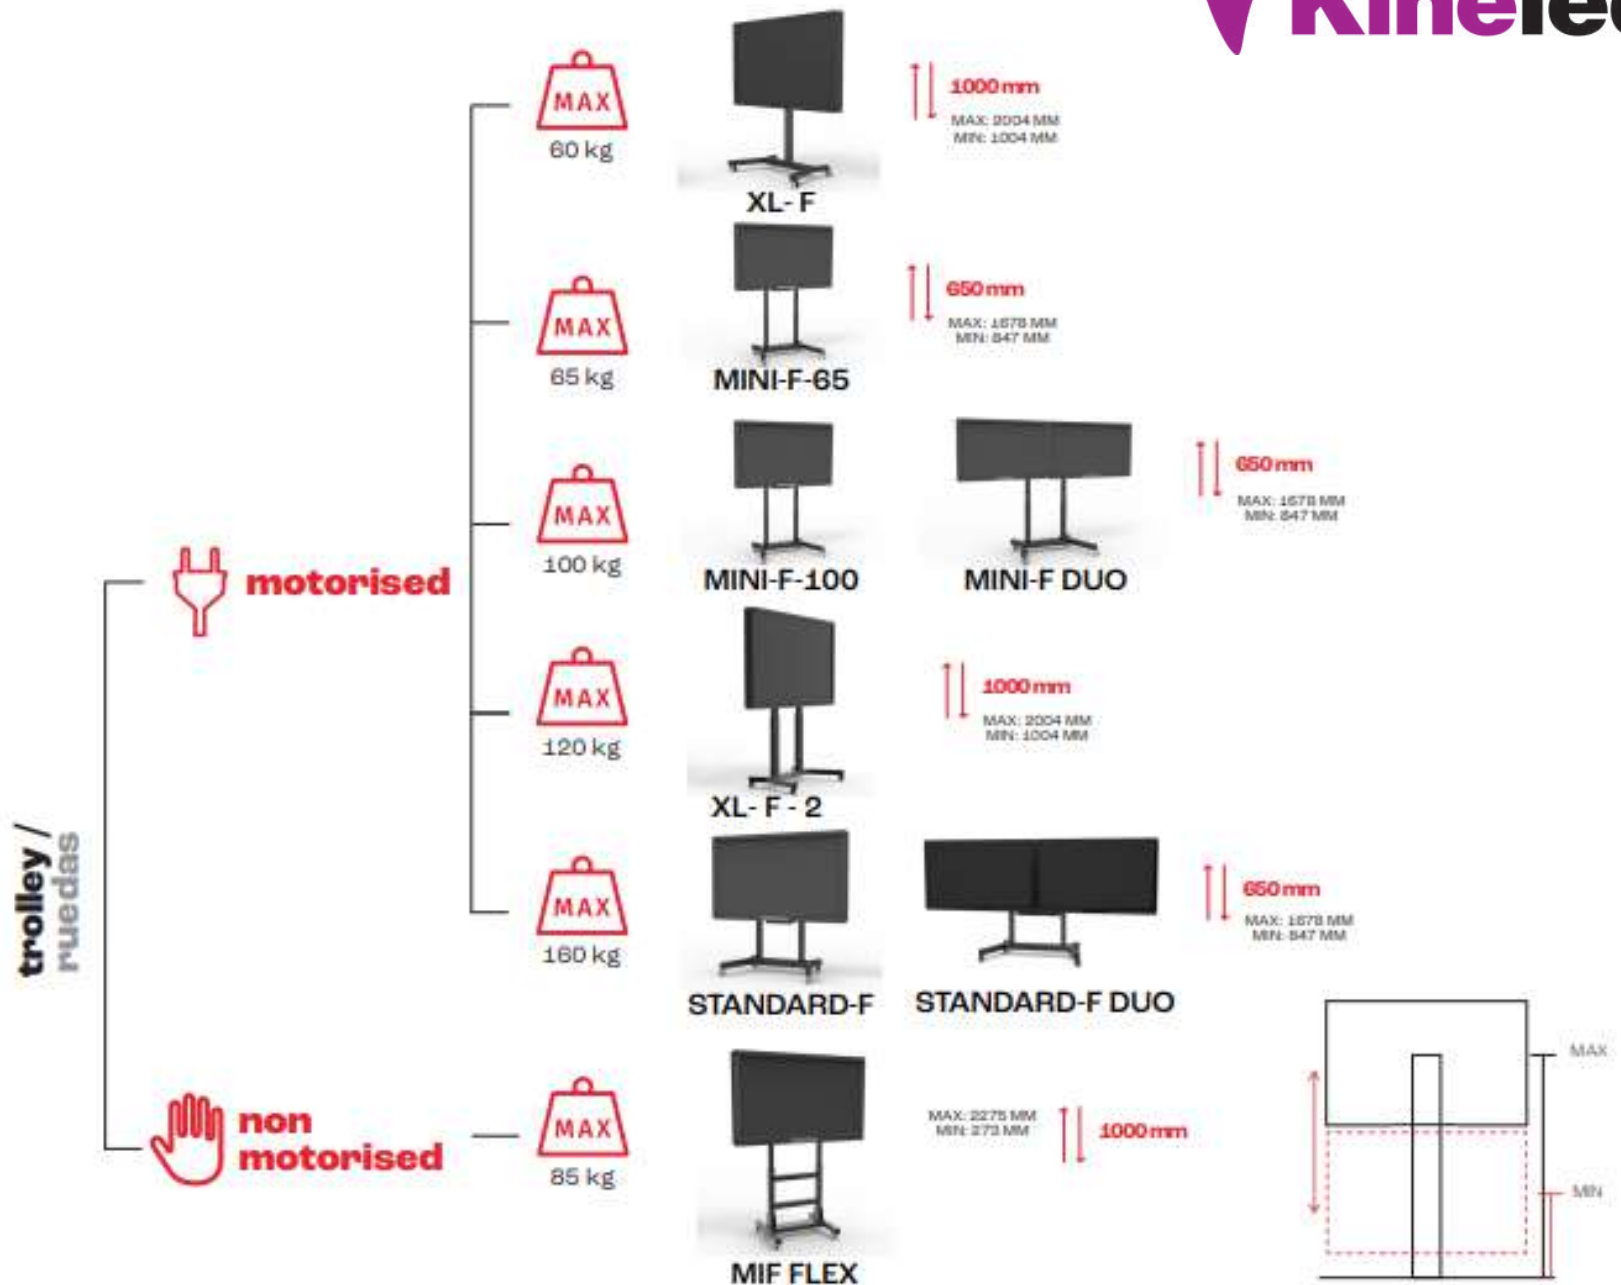 MAX
60 kg
XL- F
1000 mm
MAX: 2004 MM
MIN: 1004 MM
MAX
65 kg
MINI-F-65
650 mm
MAX: 1678 MM
MIN: 847 MM
MAX
100 kg
MINI-F-100
MINI-F DUO
650 mm
MAX: 1678 MM
MIN: 847 MM
motorised
MAX
120 kg
XL- F - 2
1000 mm
MAX: 2004 MM
MIN: 1004 MM
trolley /
ruedas
MAX
160 kg
STANDARD-F
STANDARD-F DUO
650 mm
MAX: 1678 MM
MIN: 847 MM
non
motorised
MAX
85 kg
MIF FLEX
MAX: 2275 MM
MIN: 273 MM
1000 mm
MAX
MIN